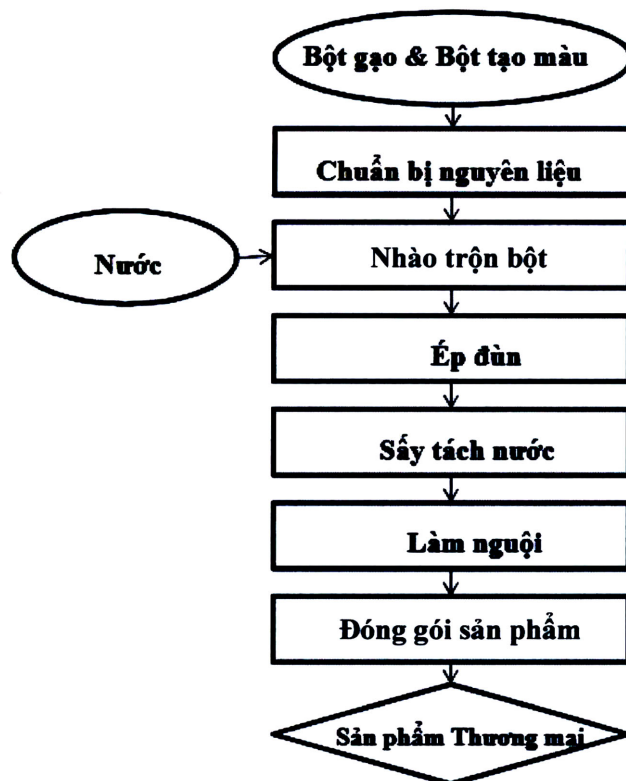 Bột gạo & Bột tạo màu
Chuẩn bị nguyên liệu
Nước
Nhào trộn bột
Ép đùn
Sấy tách nước
Làm nguội
Đóng gói sản phẩm
Sản phẩm Thương mại